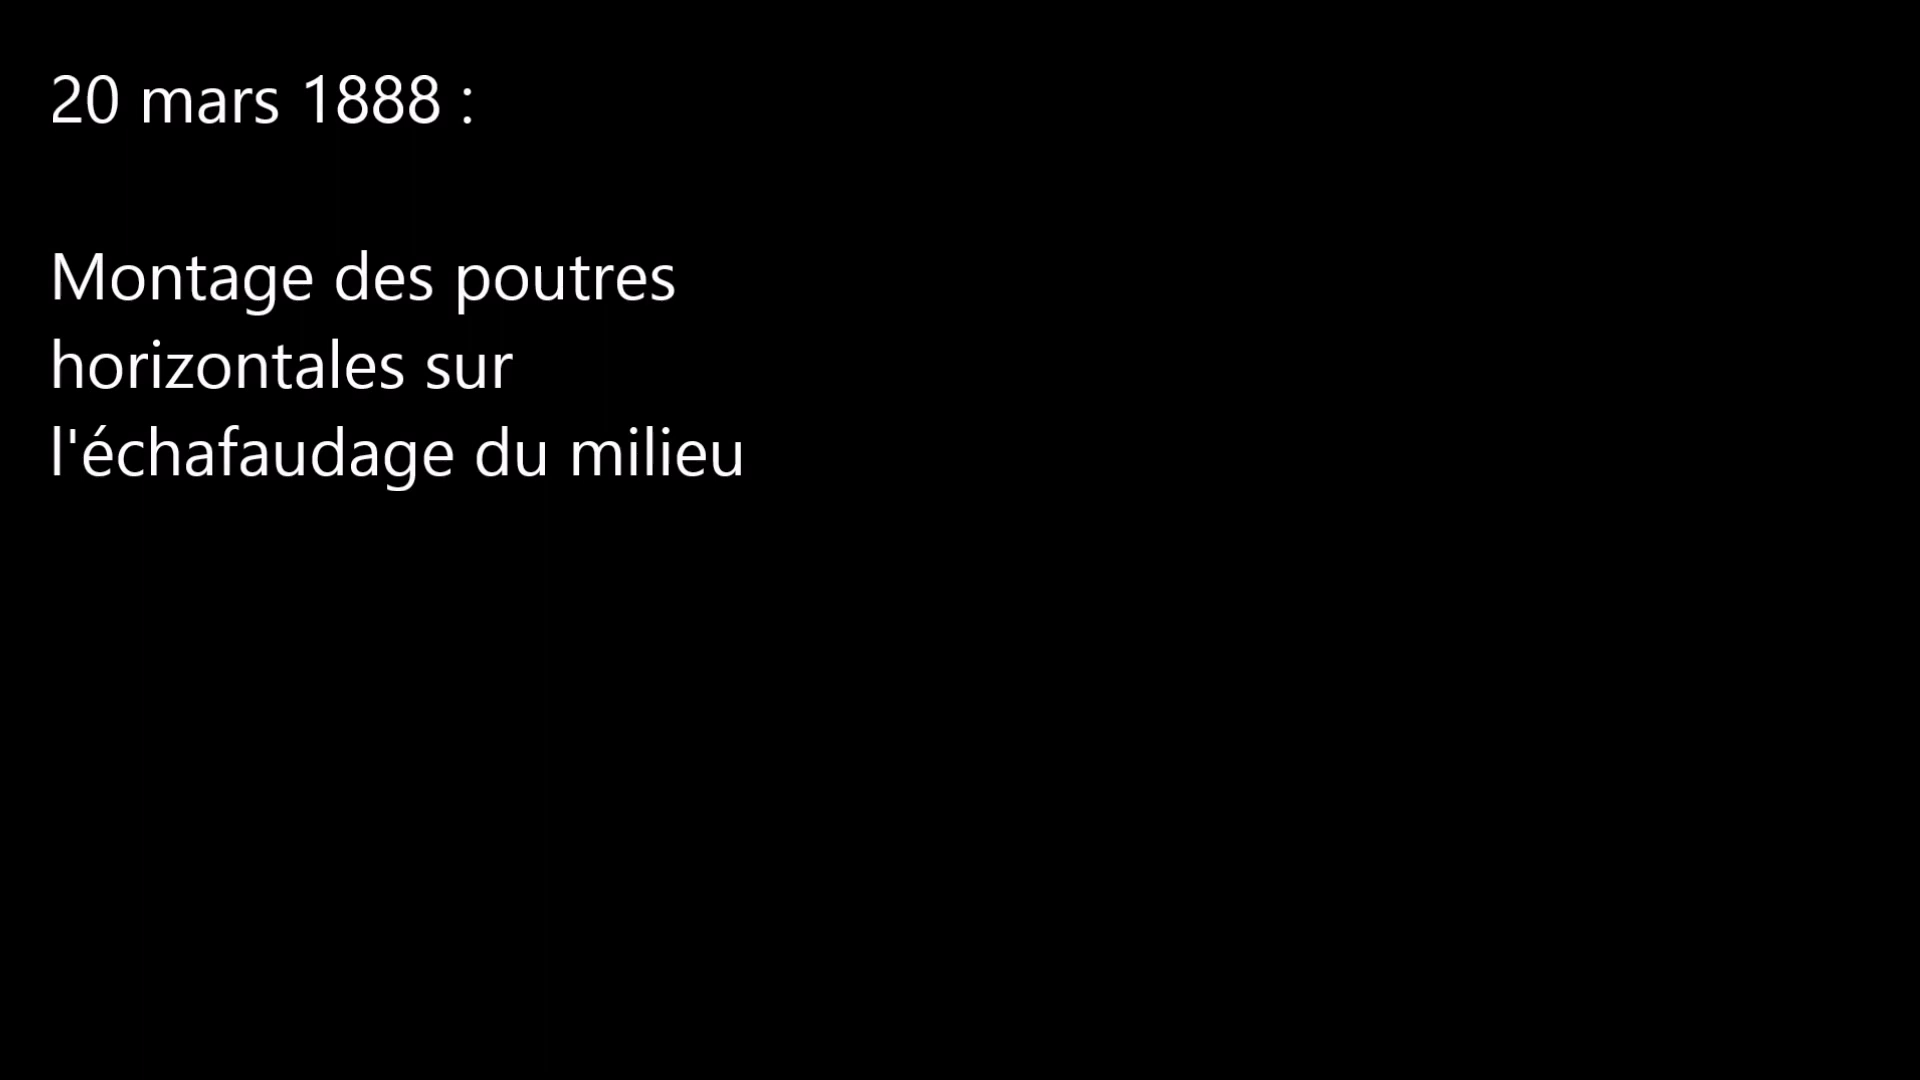 20 mars 1888 :
Montage des poutres
horizontales sur
l'échafaudage du milieu